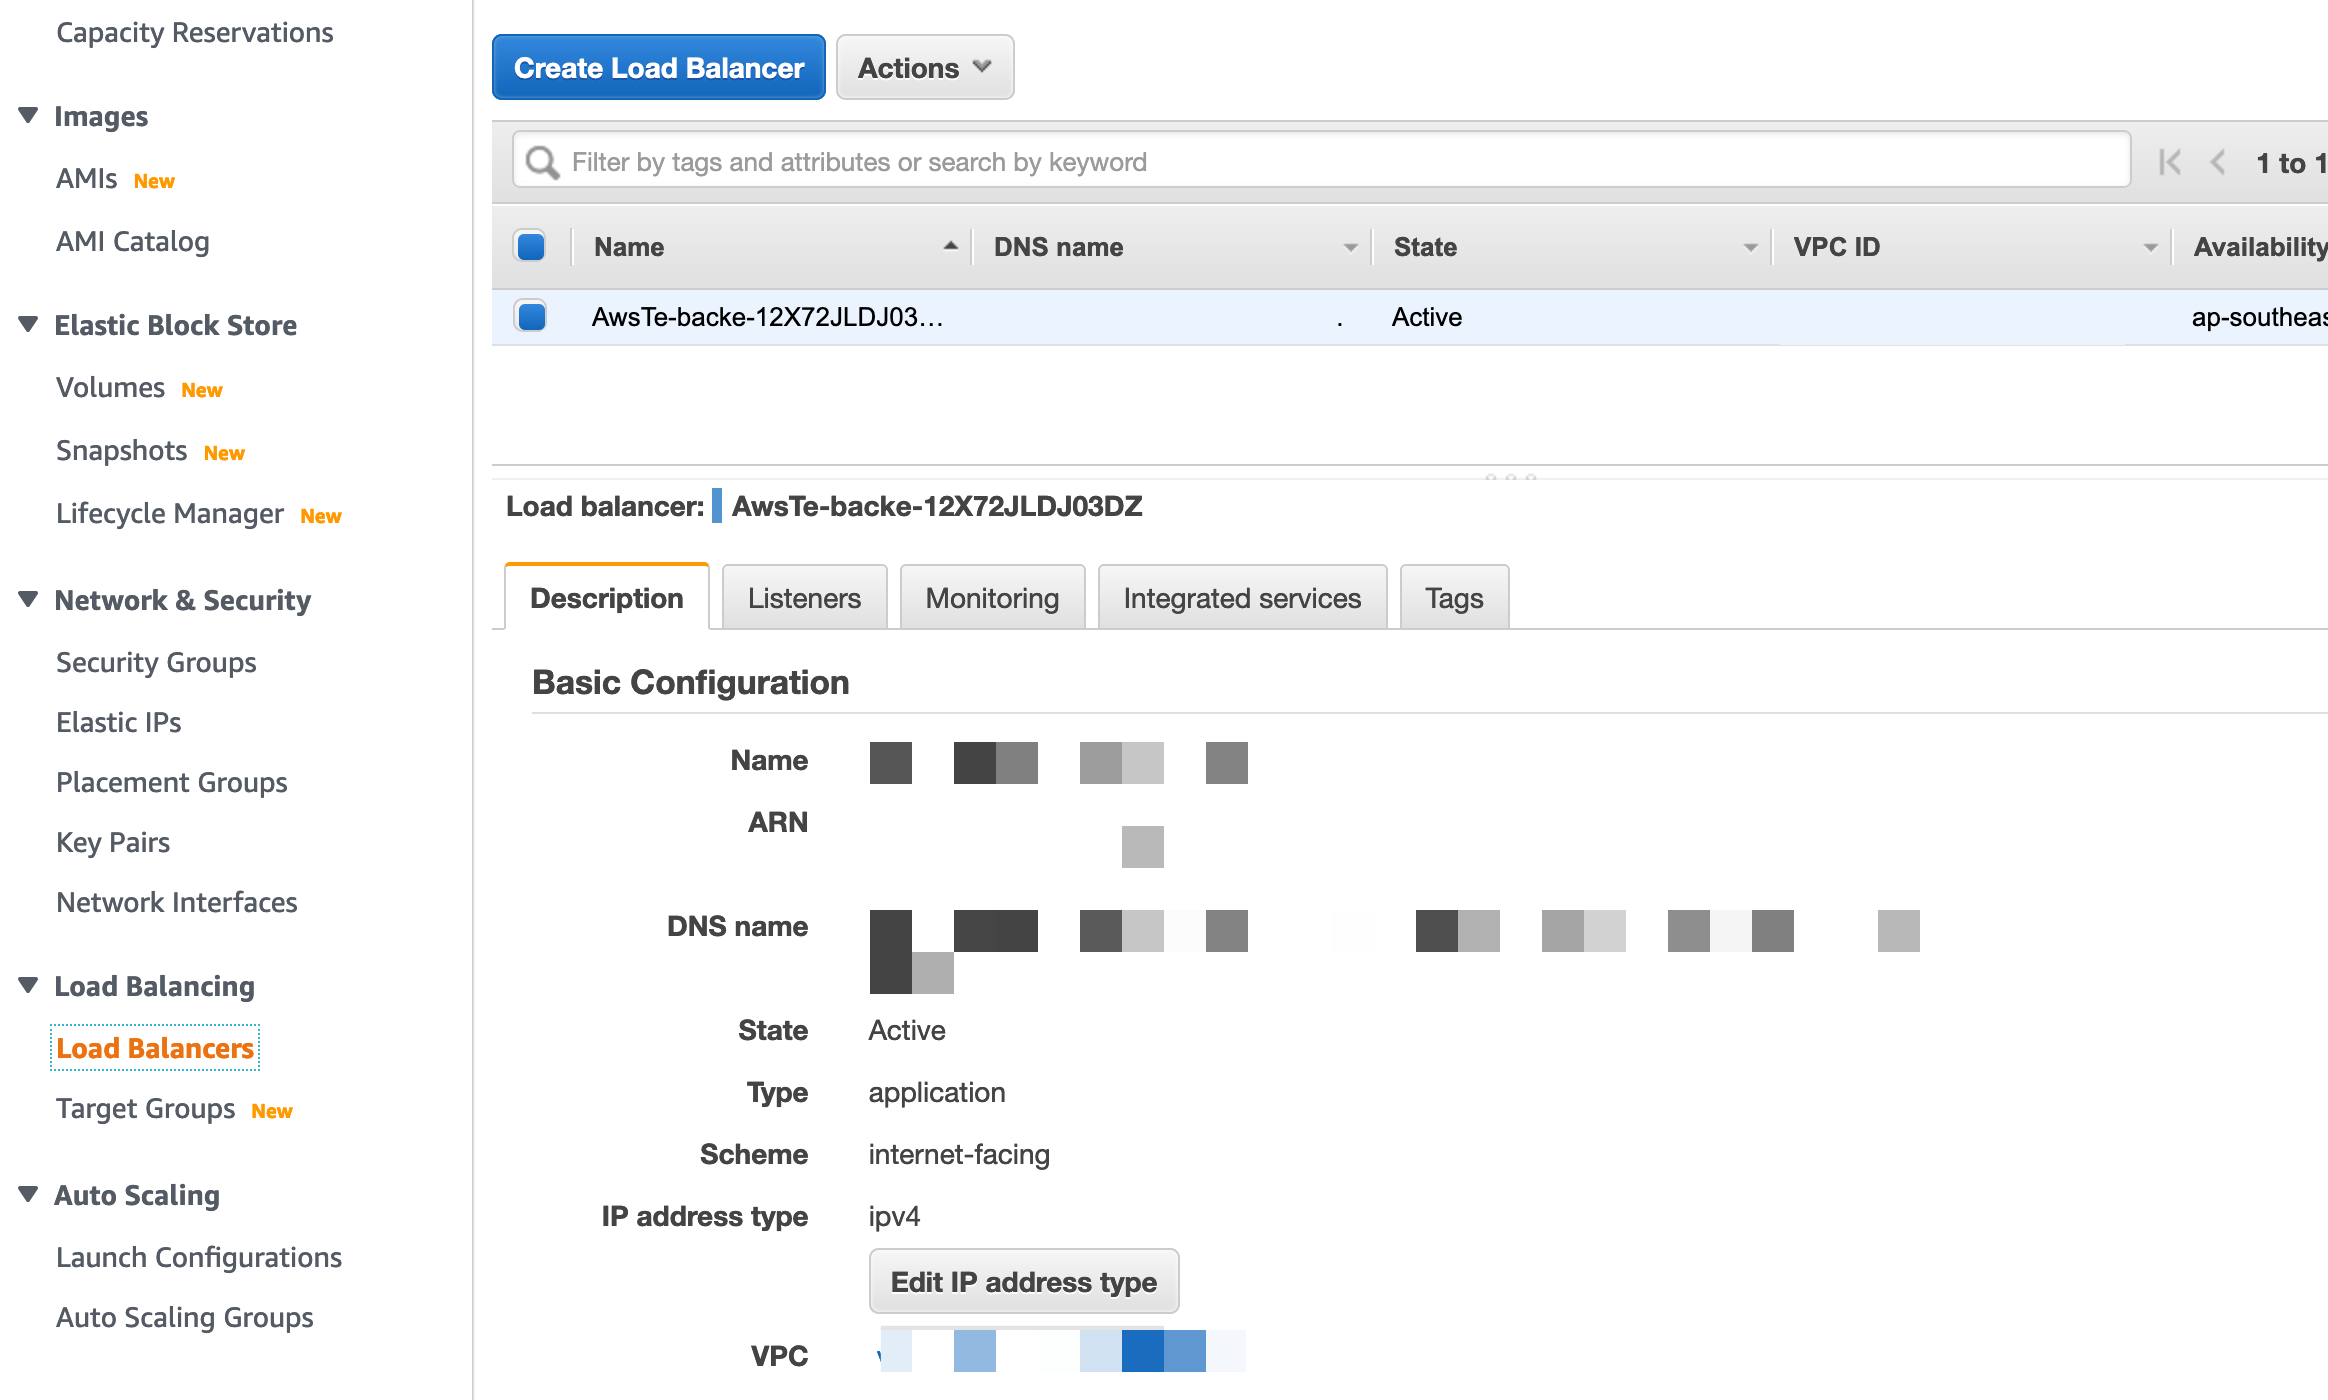 Capacity Reservations
Images
AMIs New
AMI Catalog
Elastic Block Store
Volumes New
Snapshots New
Lifecycle Manager New
Network & Security
Security Groups
Elastic IPs
Placement Groups
Key Pairs
Network Interfaces
Load Balancing
Load Balancers
Target Groups New
Auto Scaling
Launch Configurations
Auto Scaling Groups
Create Load Balancer Actions
Filter by tags and attributes or search by keyword 1 to 1
Name DNS name State VPC ID Availability
AwsTe-backe-12X72JLDJ03... . Active ap-southeas
Load balancer: AwsTe-backe-12X72JLDJ03DZ
Description Listeners Monitoring Integrated services Tags
Basic Configuration
Name
ARN
DNS name
State Active
Type application
Scheme internet-facing
IP address type ipv4
Edit IP address type
VPC